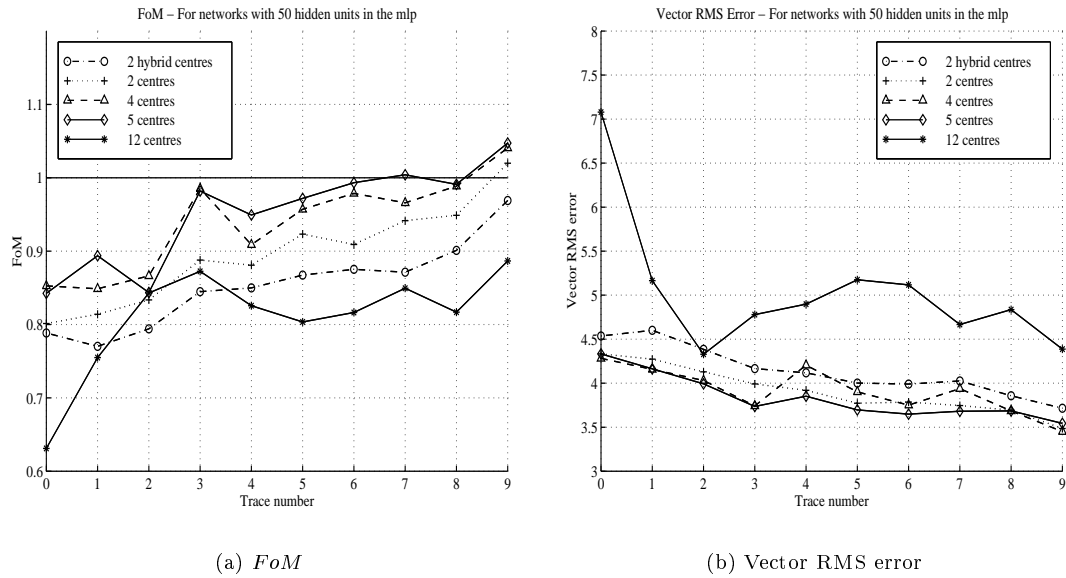 FoM – For networks with 50 hidden units in the mlp
1.1
1
0.9
0.8
0.7
0.6
FoM
2 hybrid centres
2 centres
4 centres
5 centres
12 centres
0 1 2 3 4 5 6 7 8 9
Trace number
(a) FoM
Vector RMS Error – For networks with 50 hidden units in the mlp
8
7.5
7
6.5
6
5.5
5
4.5
4
3.5
3
Vector RMS error
2 hybrid centres
2 centres
4 centres
5 centres
12 centres
0 1 2 3 4 5 6 7 8 9
Trace number
(b) Vector RMS error